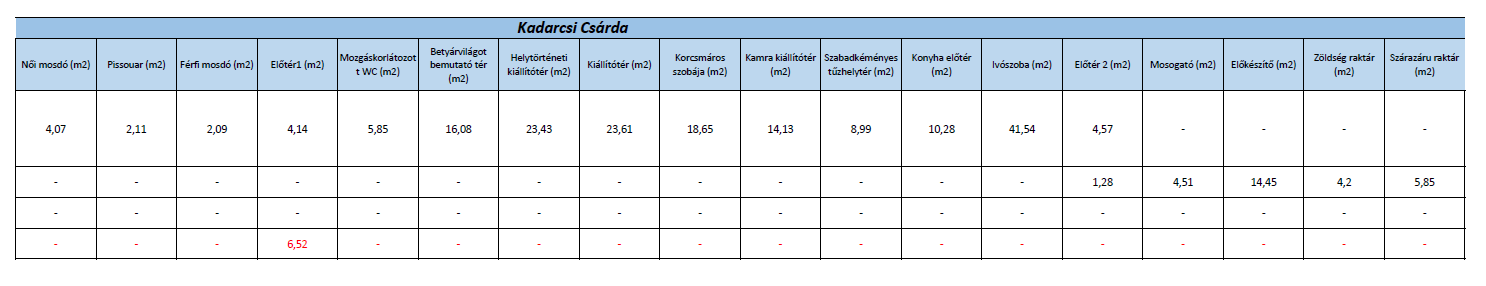 Kadarcsi Csárda
Női mosdó (m2) Pissouar (m2) Férfi mosdó (m2) Előtér1 (m2) Mozgáskorlátozot t WC (m2) Betyárvilágot bemutató tér (m2) Helytörténeti kiállítótér (m2) Kiállítótér (m2) Korcsmáros szobája (m2) Kamra kiállítótér (m2) Szabadkéményes tűzhelytér (m2) Konyha előtér (m2) Ivószoba (m2) Előtér 2 (m2) Mosogató (m2) Előkészítő (m2) Zöldség raktár (m2) Szárazáru raktár (m2)
4,07 2,11 2,09 4,14 5,85 16,08 23,43 23,61 18,65 14,13 8,99 10,28 41,54 4,57 - - - -
- - - - - - - - - - - - - 1,28 4,51 14,45 4,2 5,85
- - - - - - - - - - - - - - - - - -
- - - 6,52 - - - - - - - - - - - - - -